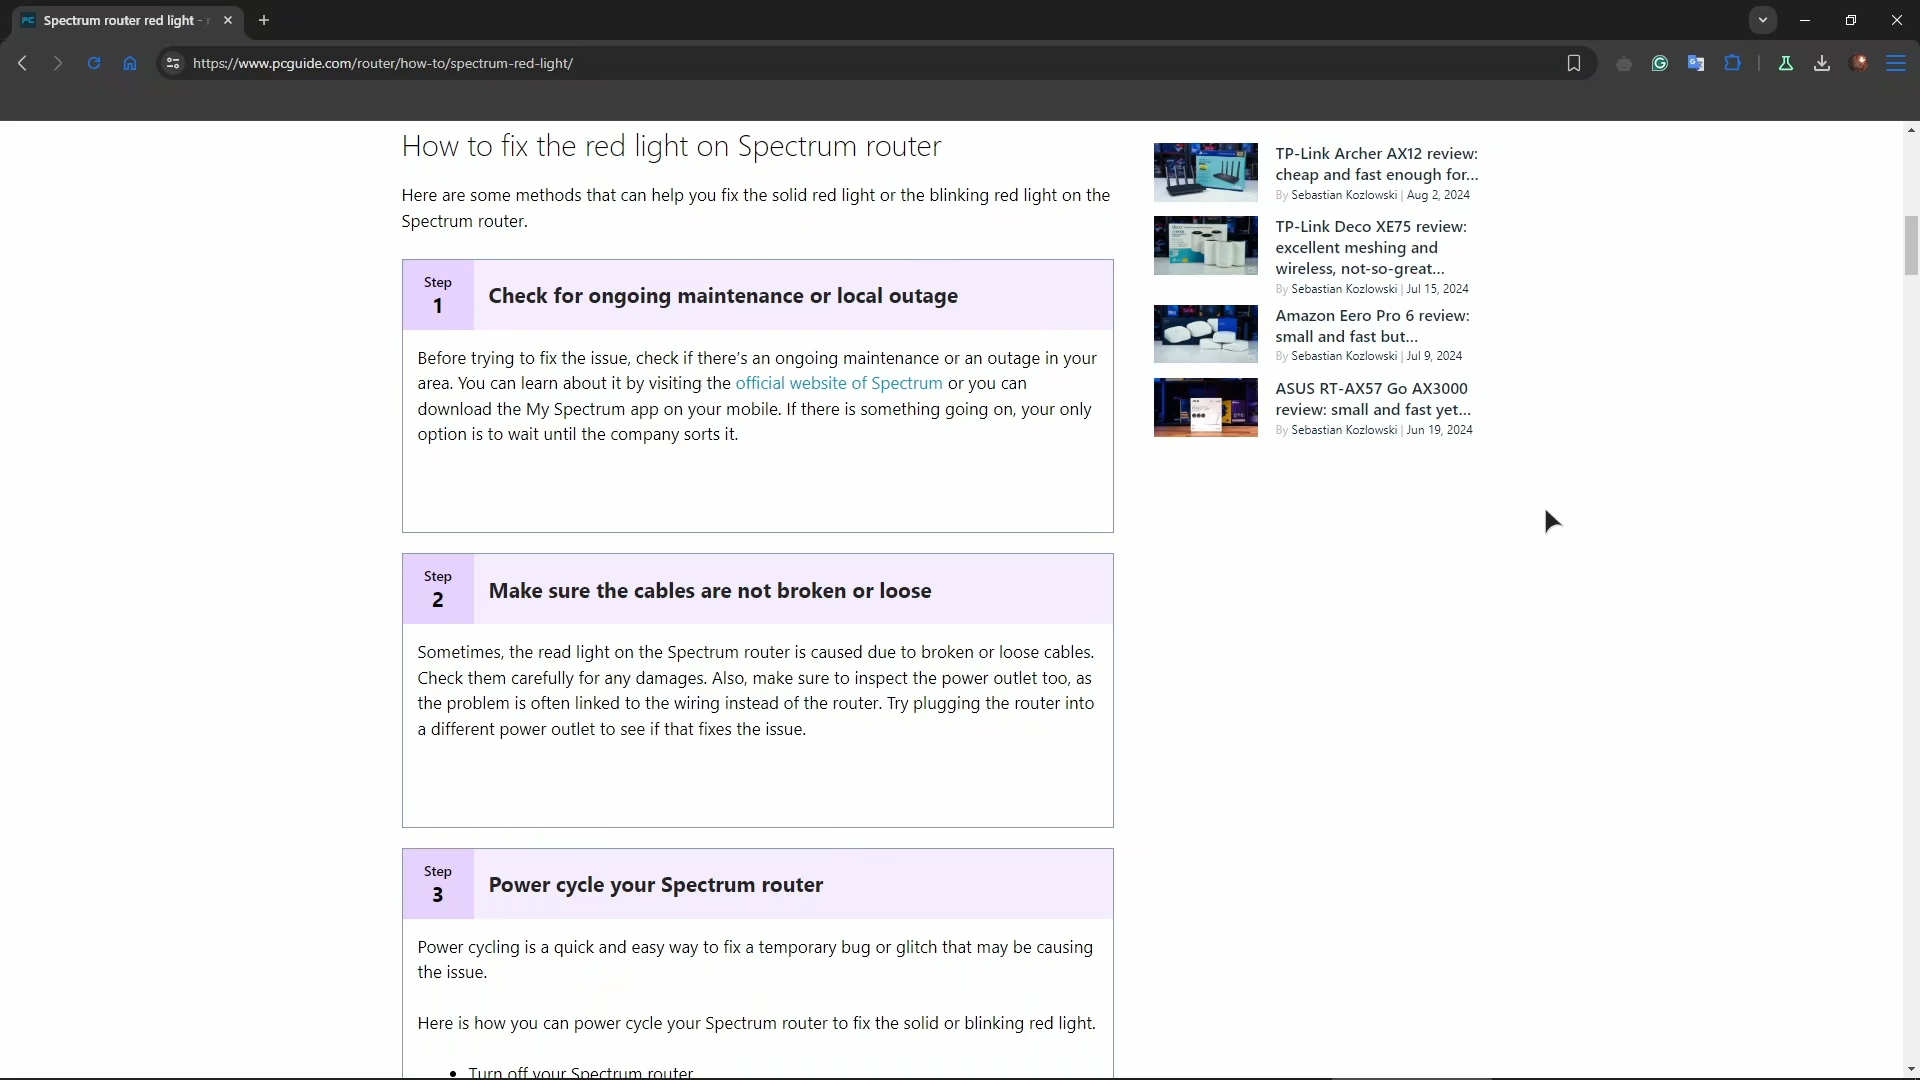 Spectrum router red light -
https://www.pcguide.com/router/how-to/spectrum-red-light/
How to fix the red light on Spectrum router
Here are some methods that can help you fix the solid red light or the blinking red light on the
Spectrum router.
Step
1
Check for ongoing maintenance or local outage
Before trying to fix the issue, check if there's an ongoing maintenance or an outage in your
area. You can learn about it by visiting the official website of Spectrum or you can
download the My Spectrum app on your mobile. If there is something going on, your only
option is to wait until the company sorts it.
Step
2
Make sure the cables are not broken or loose
Sometimes, the read light on the Spectrum router is caused due to broken or loose cables.
Check them carefully for any damages. Also, make sure to inspect the power outlet too, as
the problem is often linked to the wiring instead of the router. Try plugging the router into
a different power outlet to see if that fixes the issue.
Step
3
Power cycle your Spectrum router
Power cycling is a quick and easy way to fix a temporary bug or glitch that may be causing
the issue.
Here is how you can power cycle your Spectrum router to fix the solid or blinking red light.
• Turn off your Spectrum router
TP-Link Archer AX12 review:
cheap and fast enough for...
By Sebastian Kozlowski | Aug 2, 2024
TP-Link Deco XE75 review:
excellent meshing and
wireless, not-so-great...
By Sebastian Kozlowski | Jul 15, 2024
Amazon Eero Pro 6 review:
small and fast but...
By Sebastian Kozlowski | Jul 9, 2024
ASUS RT-AX57 Go AX3000
review: small and fast yet...
By Sebastian Kozlowski | Jun 19, 2024